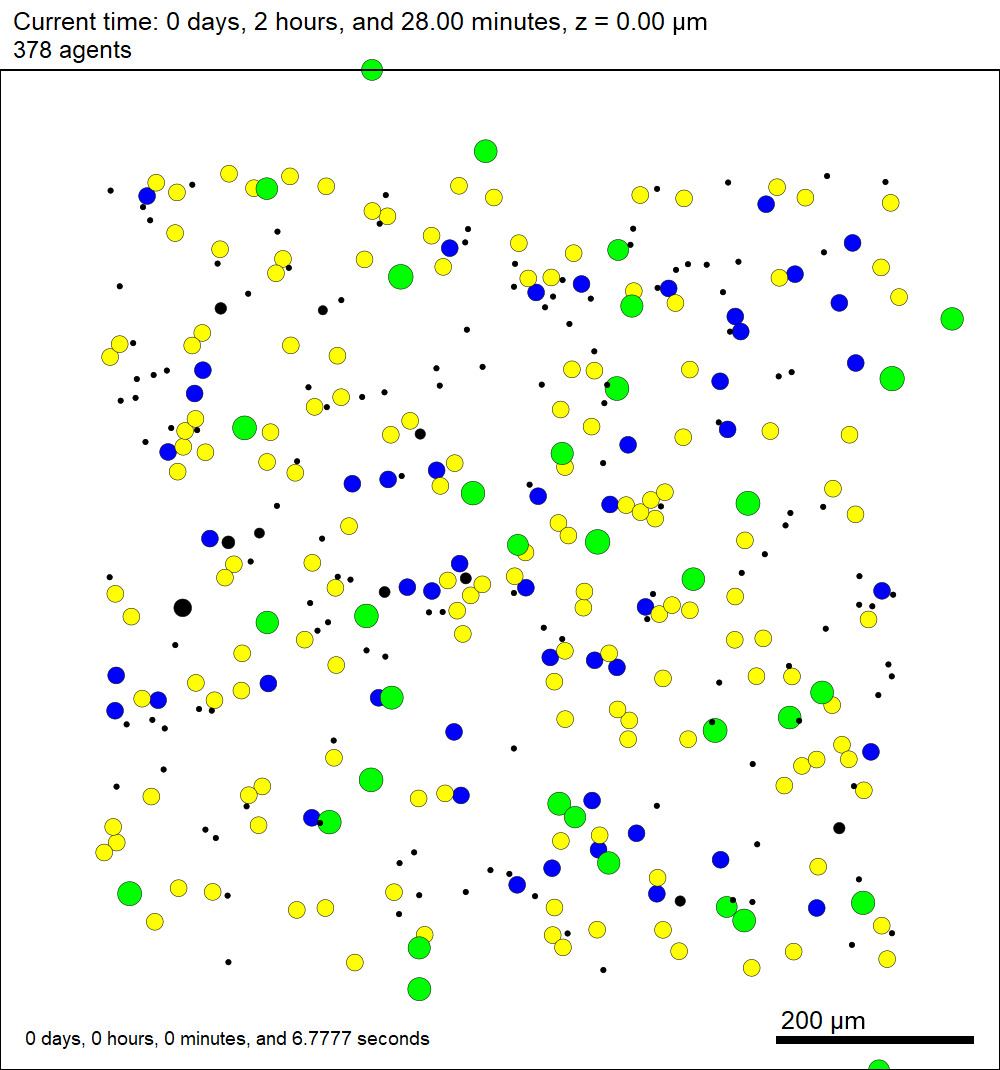 Current time: 0 days, 2 hours, and 28.00 minutes, z = 0.00 µm
378 agents
200 µm
0 days, 0 hours, 0 minutes, and 6.7777 seconds